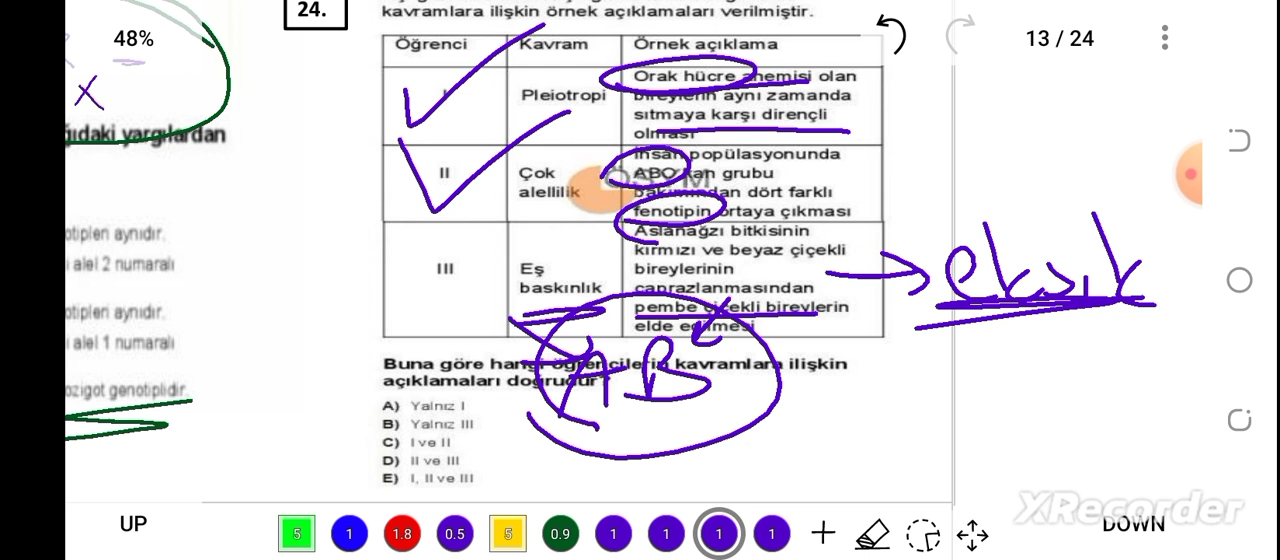 48%
24.
kavramlara ilişkin örnek açıklamaları verilmiştir.
13 / 24
X
ğıdaki yargılardan
Öğrenci Kavram Örnek açıklama
I Pleiotropi Orak hücre anemisi olan
bireylerin aynı zamanda
sıtmaya karşı dirençli
olması
II Çok
alellilik
insan popülasyonunda
ABO kan grubu
bakımından dört farklı
fenotipin ortaya çıkması
ÖSYM
III Eş
baskınlık
Aslanağzı bitkisinin
kırmızı ve beyaz çiçekli
bireylerinin
çaprazlanmasından
pembe çiçekli bireylerin
elde edilmesi
eksik
AB
otiplen aynıdır.
alel 2 numaralı
otiplen aynıdır.
alel 1 numaralı
ozigot genotiplidir.
Buna göre hangi öğrencilerin kavramlara ilişkin
açıklamaları doğrudur?
A) Yalnız I
B) Yalnız III
C) I ve II
D) II ve III
E) I, II ve III
UP
5 1 1.8 0.5 5 0.9 1 1 1 1
XRecorder
DOWN